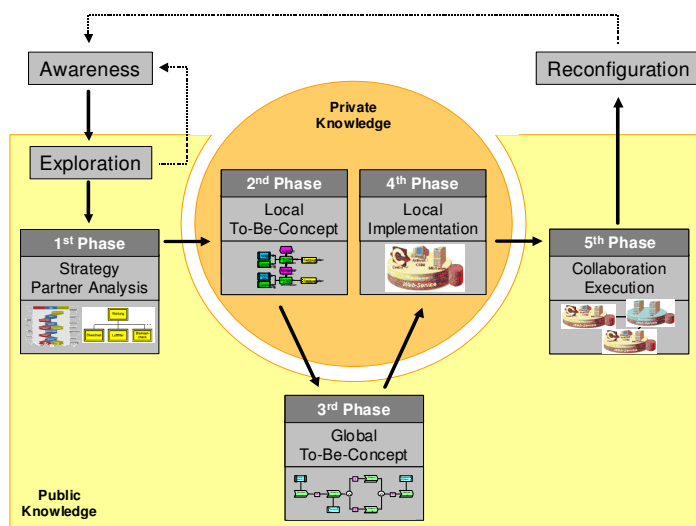 Awareness
Reconfiguration
Private
Knowledge
Exploration
2nd Phase
Local
To-Be-Concept
4th Phase
Local
Implementation
1st Phase
Strategy
Partner Analysis
5th Phase
Collaboration
Execution
3rd Phase
Global
To-Be-Concept
Public
Knowledge